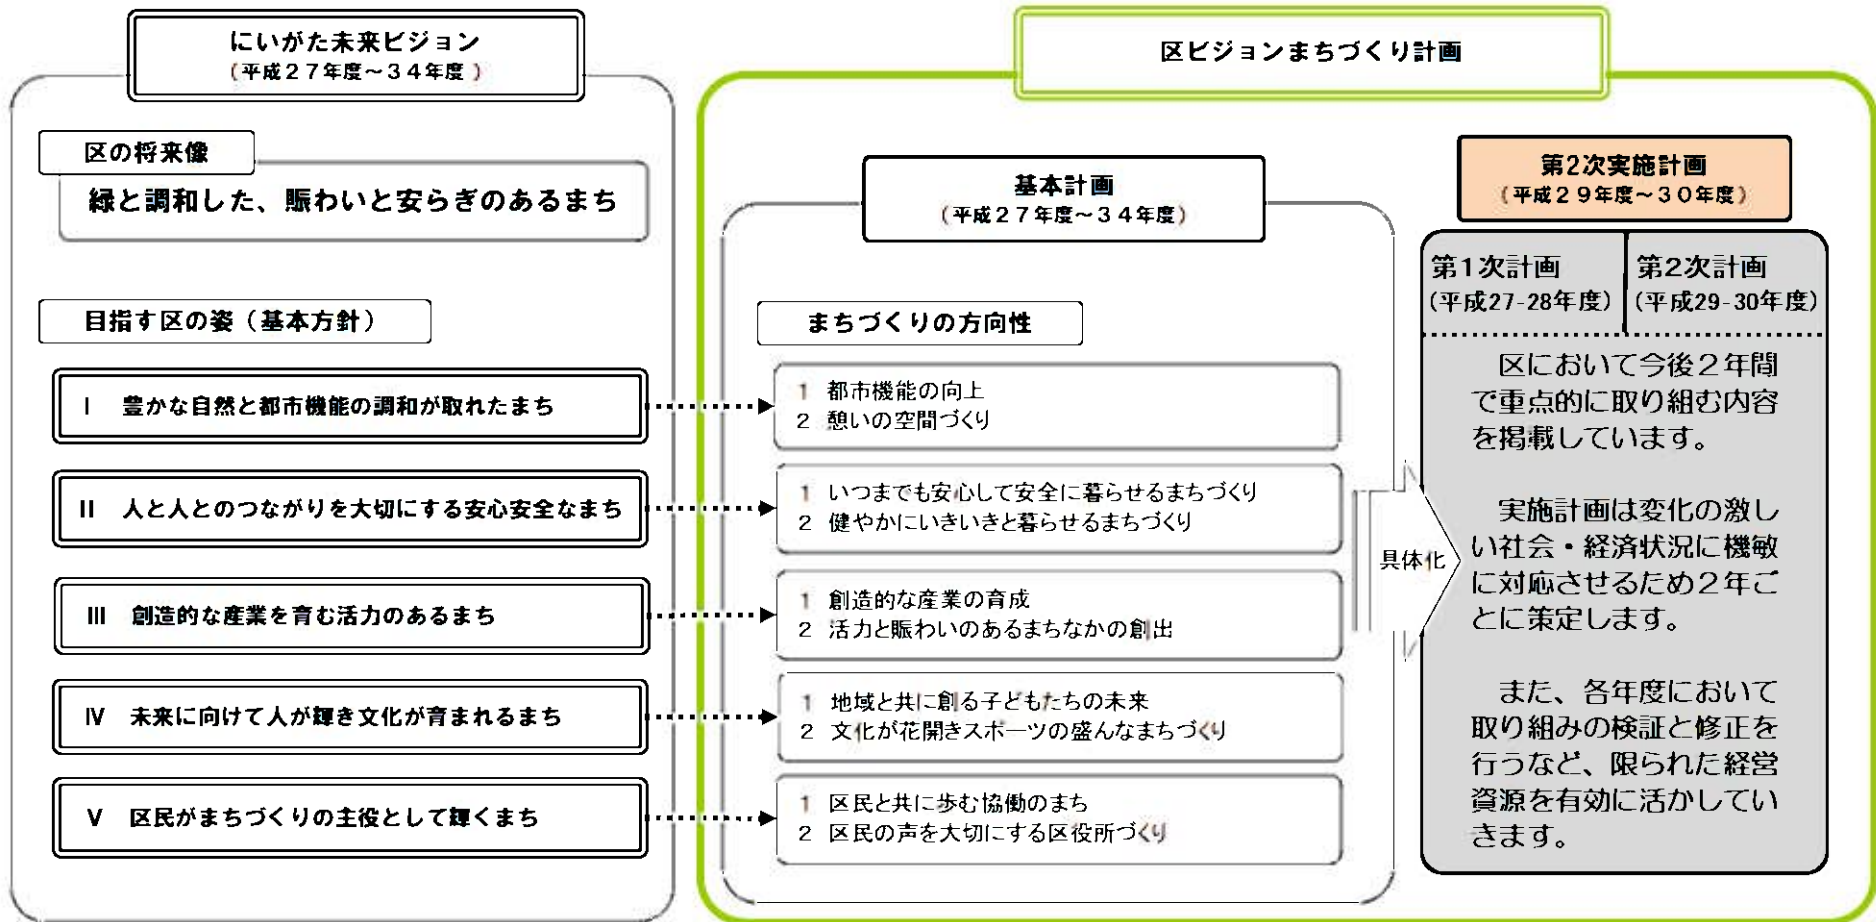 にいがた未来ビジョン
(平成27年度～34年度)
区の将来像
緑と調和した、賑わいと安らぎのあるまち
目指す区の姿（基本方針）
Ⅰ 豊かな自然と都市機能の調和が取れたまち
Ⅱ 人と人とのつながりを大切にする安心安全なまち
Ⅲ 創造的な産業を育む活力のあるまち
Ⅳ 未来に向けて人が輝き文化が育まれるまち
Ⅴ 区民がまちづくりの主役として輝くまち
区ビジョンまちづくり計画
基本計画
(平成27年度～34年度)
まちづくりの方向性
1 都市機能の向上
2 憩いの空間づくり
1 いつまでも安心して安全に暮らせるまちづくり
2 健やかにいきいきと暮らせるまちづくり
1 創造的な産業の育成
2 活力と賑わいのあるまちなかの創出
1 地域と共に創る子どもたちの未来
2 文化が花開きスポーツの盛んなまちづくり
1 区民と共に歩む協働のまち
2 区民の声を大切にする区役所づくり
具体化
第2次実施計画
(平成29年度～30年度)
第1次計画
(平成27-28年度)
第2次計画
(平成29-30年度)
区において今後2年間
で重点的に取り組む内容
を掲載しています。
実施計画は変化の激し
い社会・経済状況に機敏
に対応させるため2年ご
とに策定します。
また、各年度において
取り組みの検証と修正を
行うなど、限られた経営
資源を有効に活かしてい
きます。